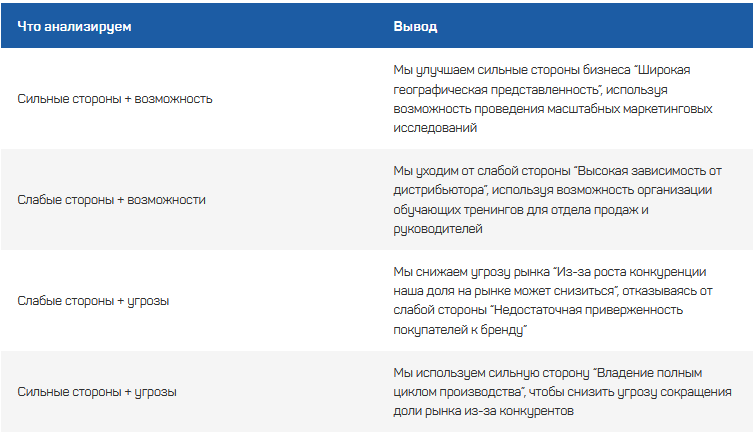 Что анализируем
Вывод
Сильные стороны + возможность
Мы улучшаем сильные стороны бизнеса “Широкая
географическая представленность”, используя
возможность проведения масштабных маркетинговых
исследований
Слабые стороны + возможности
Мы уходим от слабой стороны “Высокая зависимость от
дистрибьютора”, используя возможность организации
обучающих тренингов для отдела продаж и
руководителей
Слабые стороны + угрозы
Мы снижаем угрозу рынка “Из-за роста конкуренции
наша доля на рынке может снизиться”, отказываясь от
слабой стороны “Недостаточная приверженность
покупателей к бренду”
Сильные стороны + угрозы
Мы используем сильную сторону “Владение полным
циклом производства”, чтобы снизить угрозу сокращения
доли рынка из-за конкурентов